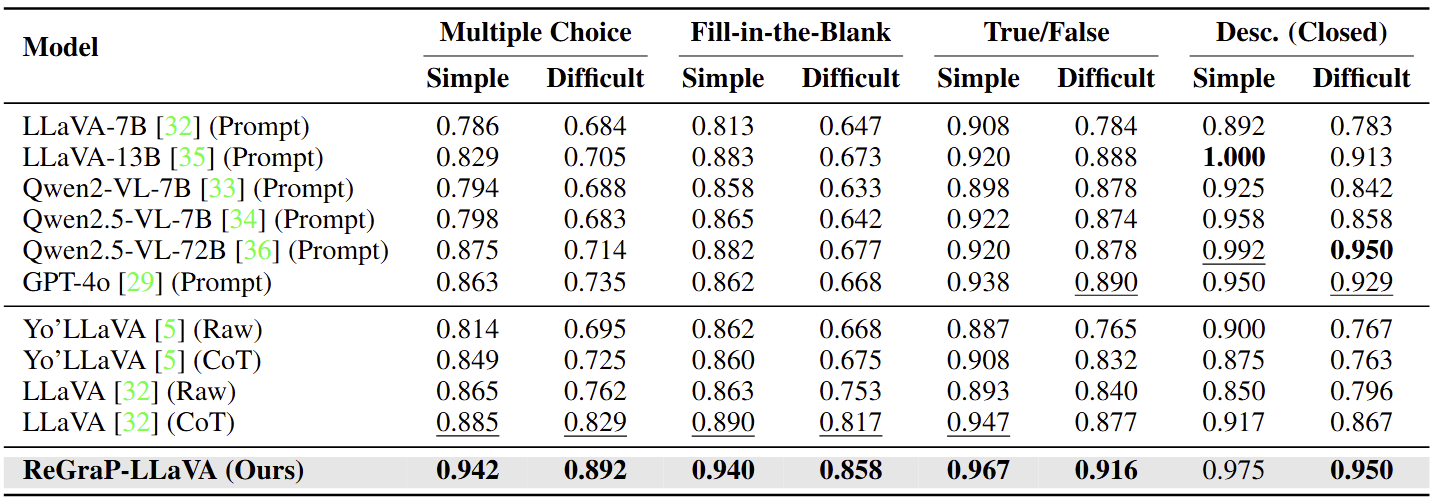 Model Multiple Choice Fill-in-the-Blank True/False Desc. (Closed)
Simple Difficult Simple Difficult Simple Difficult Simple Difficult
LLaVA-7B [32] (Prompt) 0.786 0.684 0.813 0.647 0.908 0.784 0.892 0.783
LLaVA-13B [35] (Prompt) 0.829 0.705 0.883 0.673 0.920 0.888 1.000 0.913
Qwen2-VL-7B [33] (Prompt) 0.794 0.688 0.858 0.633 0.898 0.878 0.925 0.842
Qwen2.5-VL-7B [34] (Prompt) 0.798 0.683 0.865 0.642 0.922 0.874 0.958 0.858
Qwen2.5-VL-72B [36] (Prompt) 0.875 0.714 0.882 0.677 0.920 0.878 0.992 0.950
GPT-4o [29] (Prompt) 0.863 0.735 0.862 0.668 0.938 0.890 0.950 0.929
Yo'LLaVA [5] (Raw) 0.814 0.695 0.862 0.668 0.887 0.765 0.900 0.767
Yo'LLaVA [5] (CoT) 0.849 0.725 0.860 0.675 0.908 0.832 0.875 0.763
LLaVA [32] (Raw) 0.865 0.762 0.863 0.753 0.893 0.840 0.850 0.796
LLaVA [32] (CoT) 0.885 0.829 0.890 0.817 0.947 0.877 0.917 0.867
ReGraP-LLaVA (Ours) 0.942 0.892 0.940 0.858 0.967 0.916 0.975 0.950